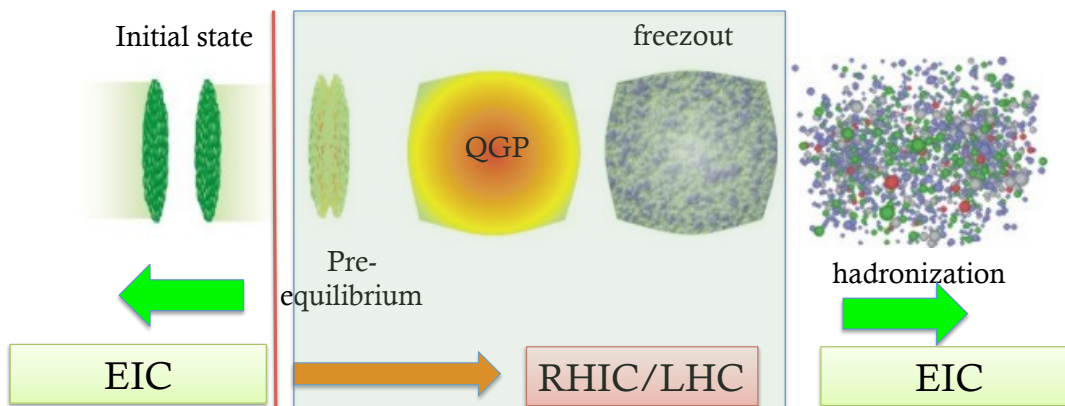 Initial state
freezout
QGP
Pre-
equilibrium
hadronization
EIC
RHIC/LHC
EIC